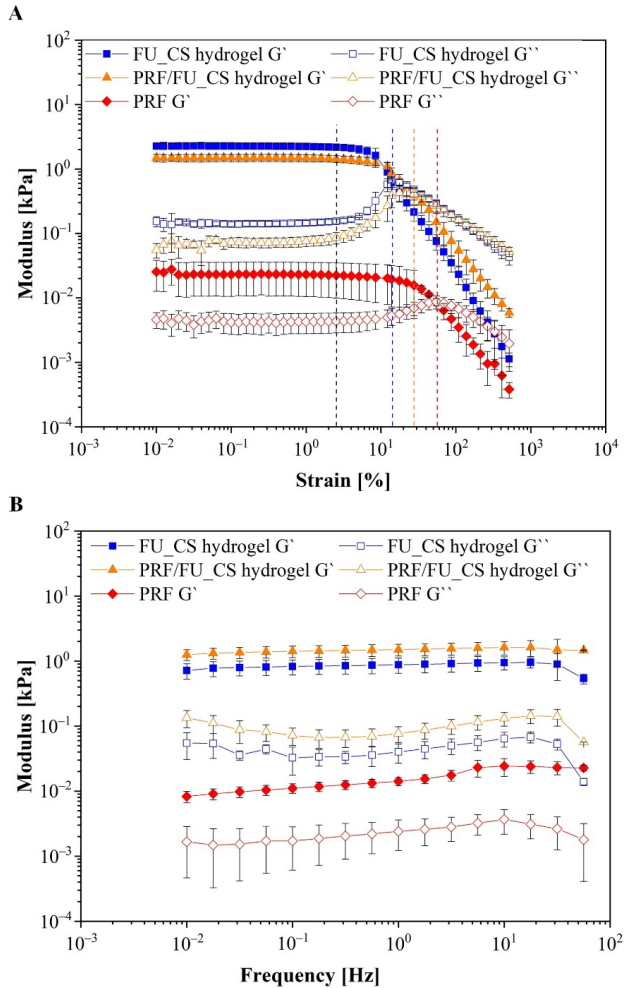 A
FU_CS hydrogel G` FU_CS hydrogel G``
PRF/FU_CS hydrogel G` PRF/FU_CS hydrogel G``
PRF G` PRF G``
Modulus [kPa]
10² 10¹ 10⁰ 10⁻¹ 10⁻² 10⁻³ 10⁻⁴
10⁻³ 10⁻² 10⁻¹ 10⁰ 10¹ 10² 10³ 10⁴
Strain [%]
B
FU_CS hydrogel G` FU_CS hydrogel G``
PRF/FU_CS hydrogel G` PRF/FU_CS hydrogel G``
PRF G` PRF G``
Modulus [kPa]
10² 10¹ 10⁰ 10⁻¹ 10⁻² 10⁻³ 10⁻⁴
10⁻³ 10⁻² 10⁻¹ 10⁰ 10¹ 10²
Frequency [Hz]